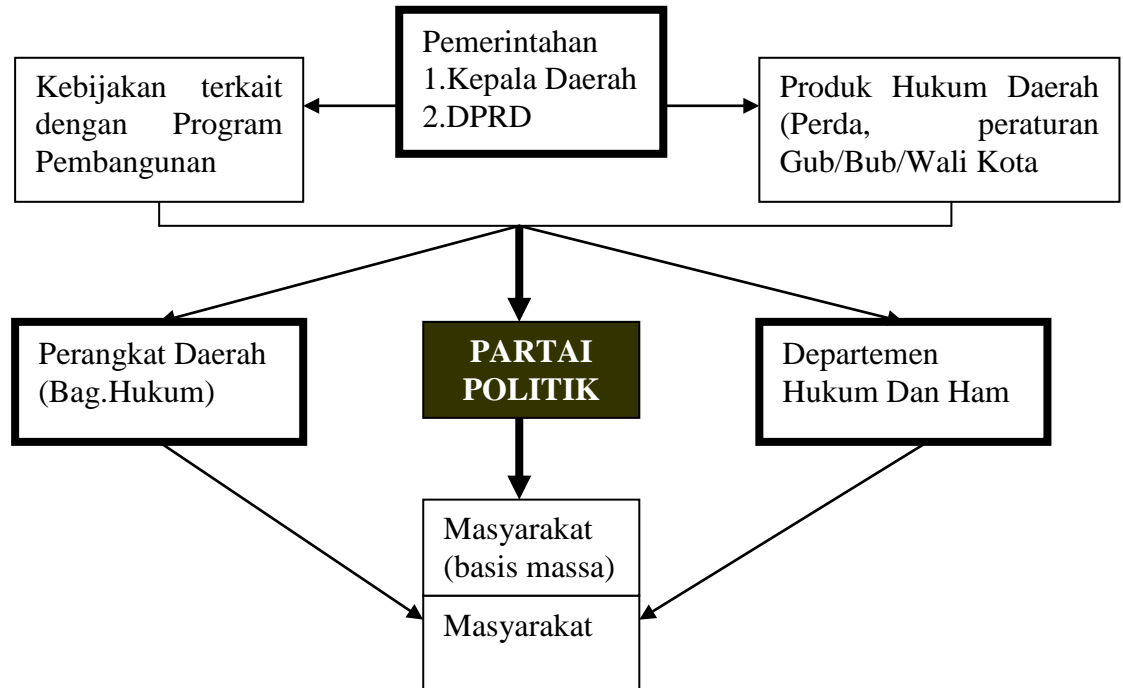 Pemerintahan
1.Kepala Daerah
2.DPRD
Kebijakan terkait
dengan Program
Pembangunan
Produk Hukum Daerah
(Perda, peraturan
Gub/Bub/Wali Kota
Perangkat Daerah
(Bag.Hukum)
PARTAI
POLITIK
Departemen
Hukum Dan Ham
Masyarakat
(basis massa)
Masyarakat